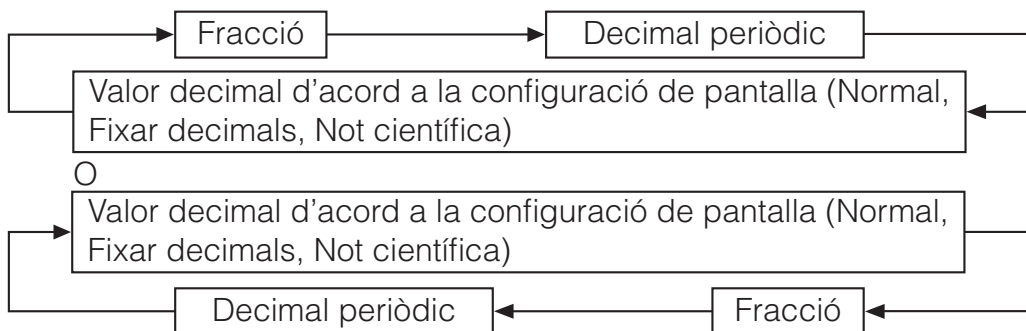 Fracció Decimal periòdic
Valor decimal d'acord a la configuració de pantalla (Normal,
Fixar decimals, Not científica)
O
Valor decimal d'acord a la configuració de pantalla (Normal,
Fixar decimals, Not científica)
Decimal periòdic Fracció